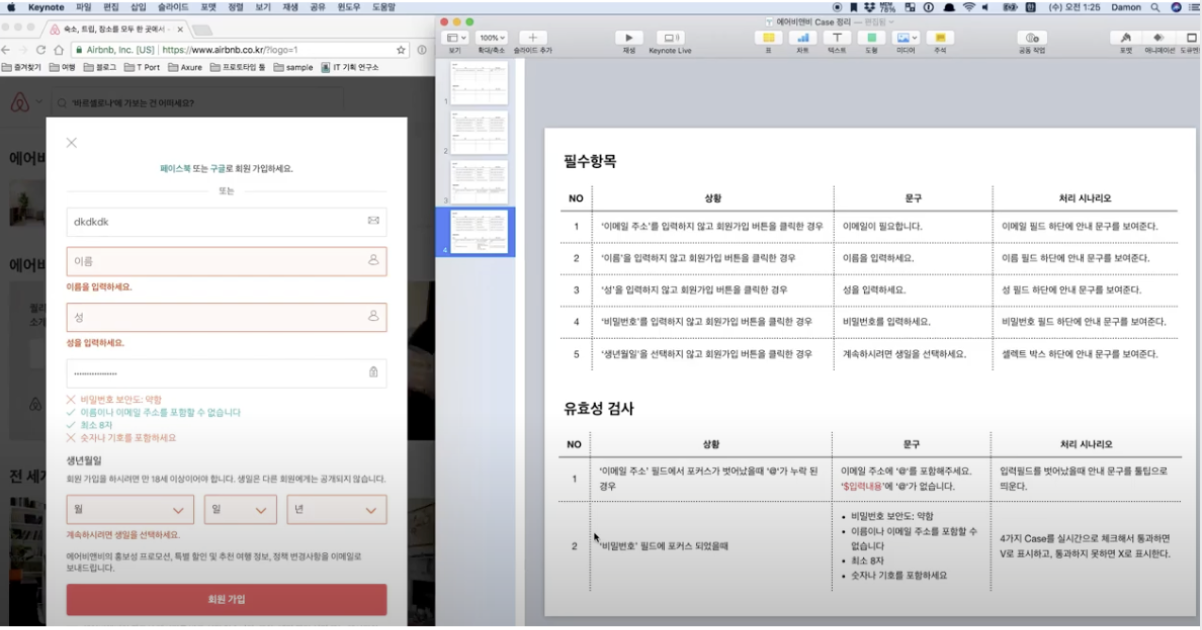 Keynote 파일 편집 삽입 슬라이드 포맷 정렬 보기 재생 공유 윈도우 도움말
(수) 오전 1:25 Damon
숙소, 트립, 장소를 모두 한 곳에서 -
Airbnb, Inc. [US] https://www.airbnb.co.kr/?logo=1
즐겨찾기 여행 블로그 T Port Axure 프로토타입 툴 sample IT 기획 연구소
'바르셀로나'에 가보는 건 어떠세요?
에어비
페이스북 또는 구글로 회원 가입하세요.
또는
dkdkdk
이름
이름을 입력하세요.
에어비
성
성을 입력하세요.
비밀번호 보안도: 약함
이름이나 이메일 주소를 포함할 수 없습니다
최소 8자
숫자나 기호를 포함하세요
생년월일
전 세계
회원 가입을 하시려면 만 18세 이상이어야 합니다. 생일은 다른 회원에게는 공개되지 않습니다.
월 일 년
계속하시려면 생일을 선택하세요.
에어비앤비의 홍보성 프로모션, 특별 할인 및 추천 여행 정보, 정책 변경사항을 이메일로
보내드립니다.
회원 가입
에어비앤비 Case 정리 — 편집됨
100%
보기 확대/축소 슬라이드 추가 재생 Keynote Live 표 차트 텍스트 도형 미디어 주석 공동 작업 포맷 애니메이션
1
2
3
4
필수항목
NO 상황 문구 처리 시나리오
1 '이메일 주소'를 입력하지 않고 회원가입 버튼을 클릭한 경우 이메일이 필요합니다. 이메일 필드 하단에 안내 문구를 보여준다.
2 '이름'을 입력하지 않고 회원가입 버튼을 클릭한 경우 이름을 입력하세요. 이름 필드 하단에 안내 문구를 보여준다.
3 '성'을 입력하지 않고 회원가입 버튼을 클릭한 경우 성을 입력하세요. 성 필드 하단에 안내 문구를 보여준다.
4 '비밀번호'를 입력하지 않고 회원가입 버튼을 클릭한 경우 비밀번호를 입력하세요. 비밀번호 필드 하단에 안내 문구를 보여준다.
5 '생년월일'을 선택하지 않고 회원가입 버튼을 클릭한 경우 계속하시려면 생일을 선택하세요. 셀렉트 박스 하단에 안내 문구를 보여준다.
유효성 검사
NO 상황 문구 처리 시나리오
1 '이메일 주소' 필드에서 포커스가 벗어났을때 '@'가 누락 된
경우
이메일 주소에 '@'를 포함해주세요.
'$입력내용'에 '@'가 없습니다.
입력필드를 벗어났을때 안내 문구를 툴팁으로
띄운다.
2 '비밀번호' 필드에 포커스 되었을때
• 비밀번호 보안도: 약함
• 이름이나 이메일 주소를 포함할 수
없습니다
• 최소 8자
• 숫자나 기호를 포함하세요
4가지 Case를 실시간으로 체크해서 통과하면
V로 표시하고, 통과하지 못하면 X로 표시한다.